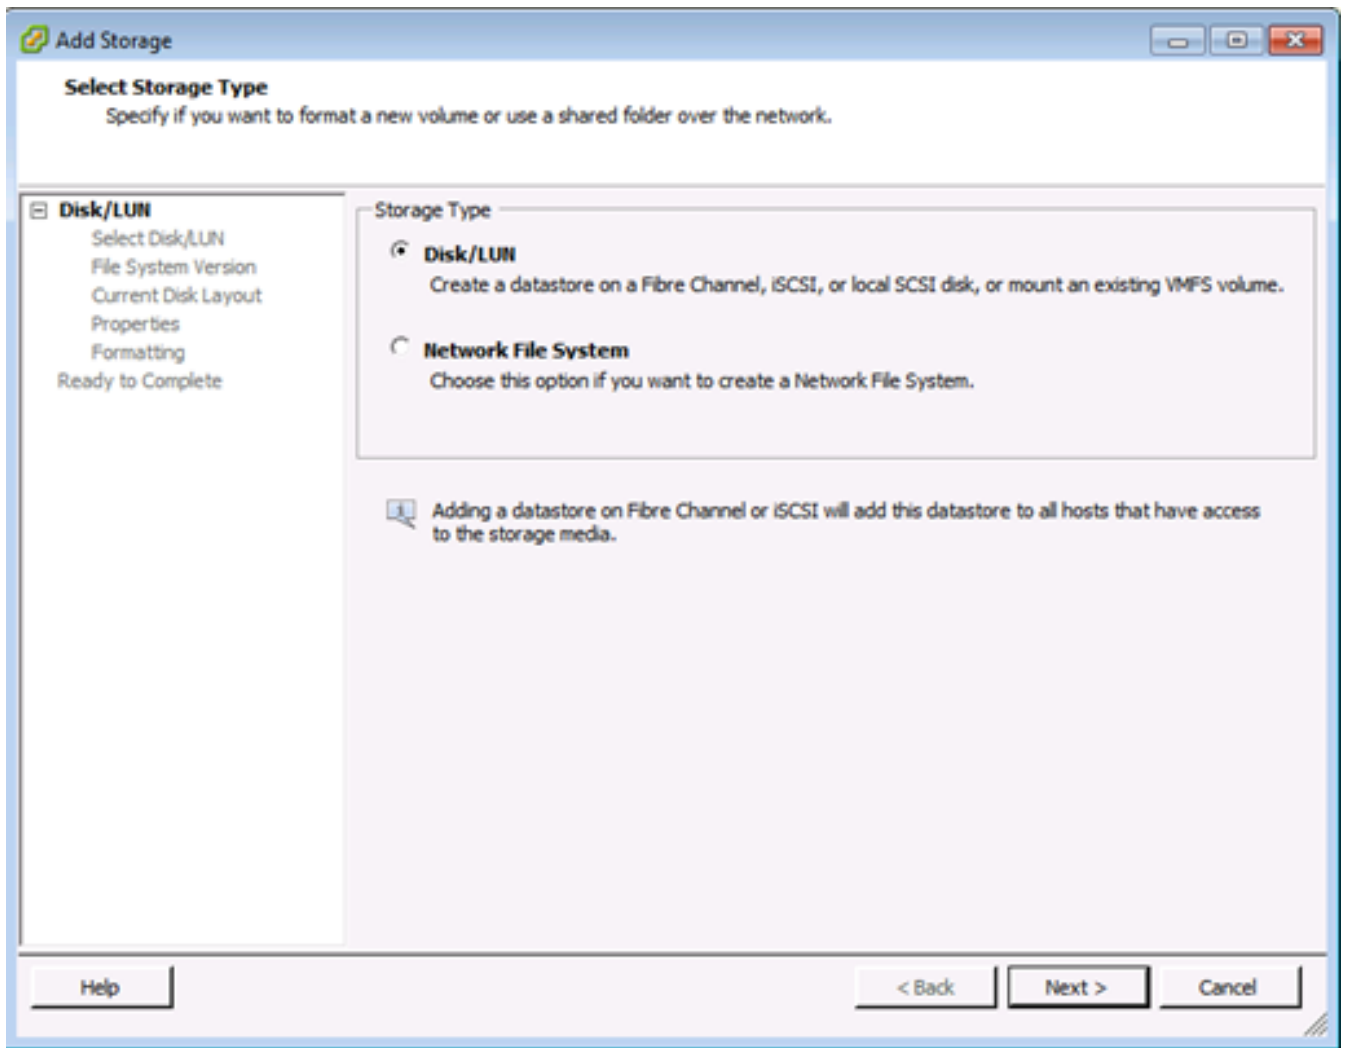 Add Storage
Select Storage Type
Specify if you want to format a new volume or use a shared folder over the network.
Disk/LUN
Select Disk/LUN
File System Version
Current Disk Layout
Properties
Formatting
Ready to Complete
Storage Type
Disk/LUN
Create a datastore on a Fibre Channel, iSCSI, or local SCSI disk, or mount an existing VMFS volume.
Network File System
Choose this option if you want to create a Network File System.
Adding a datastore on Fibre Channel or iSCSI will add this datastore to all hosts that have access
to the storage media.
Help
< Back
Next >
Cancel